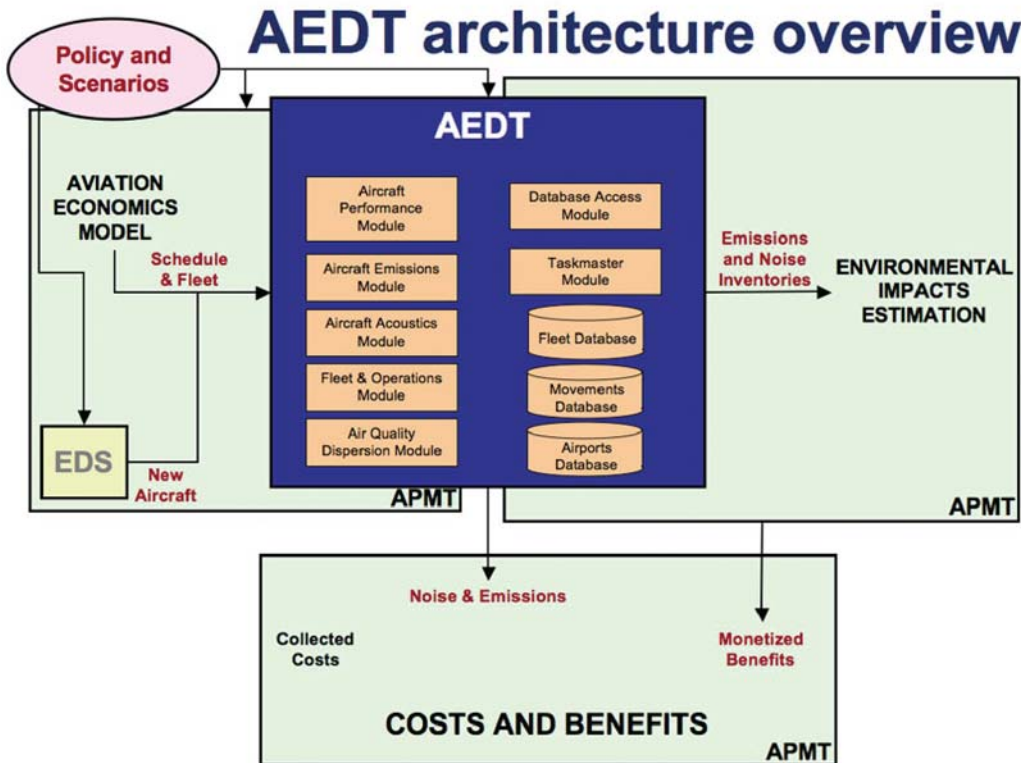 AEDT architecture overview
Policy and
Scenarios
AVIATION
ECONOMICS
MODEL
Schedule
& Fleet
EDS
New
Aircraft
APMT
AEDT
Aircraft
Performance
Module
Aircraft Emissions
Module
Aircraft Acoustics
Module
Fleet & Operations
Module
Air Quality
Dispersion Module
Database Access
Module
Taskmaster
Module
Fleet Database
Movements
Database
Airports
Database
Emissions
and Noise
Inventories
ENVIRONMENTAL
IMPACTS
ESTIMATION
APMT
Noise & Emissions
Collected
Costs
Monetized
Benefits
COSTS AND BENEFITS
APMT